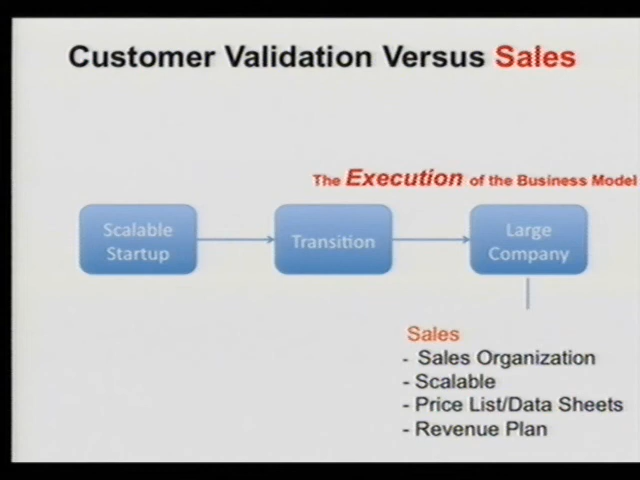 Customer Validation Versus Sales
The Execution of the Business Model
Scalable
Startup
Transition
Large
Company
Sales
- Sales Organization
- Scalable
- Price List/Data Sheets
- Revenue Plan